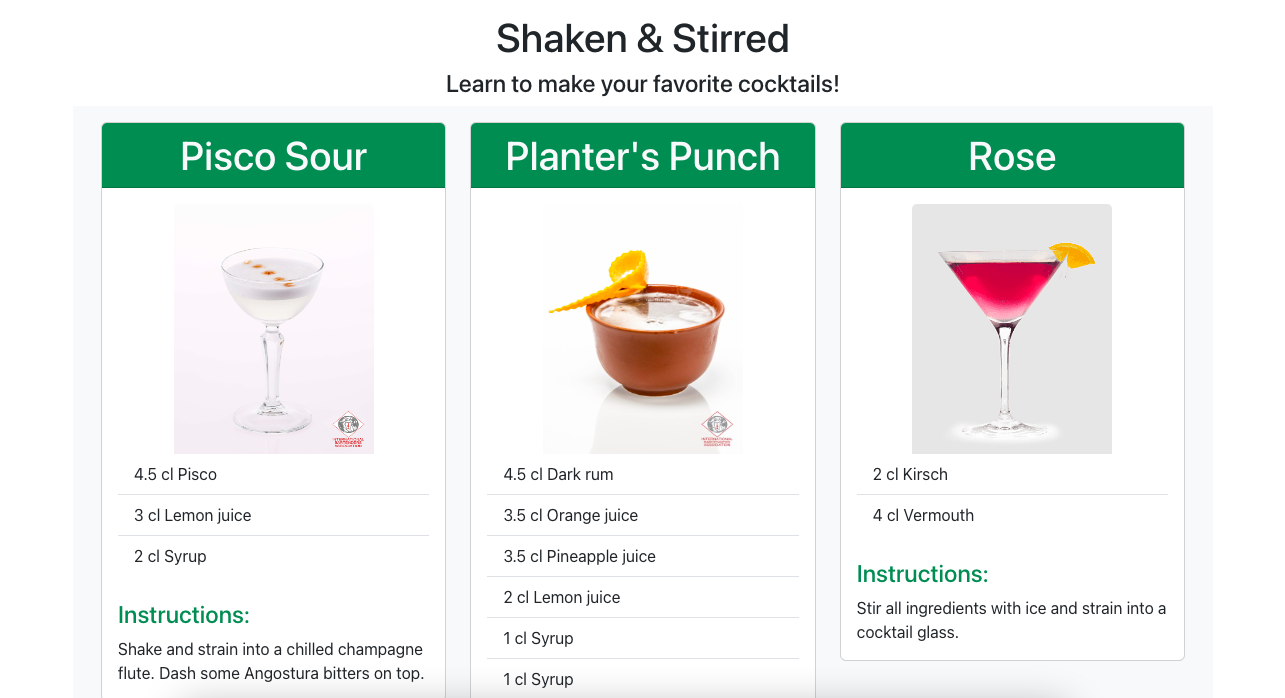 Shaken & Stirred
Learn to make your favorite cocktails!
Pisco Sour
4.5 cl Pisco
3 cl Lemon juice
2 cl Syrup
Instructions:
Shake and strain into a chilled champagne
flute. Dash some Angostura bitters on top.
Planter's Punch
4.5 cl Dark rum
3.5 cl Orange juice
3.5 cl Pineapple juice
2 cl Lemon juice
1 cl Syrup
1 cl Syrup
Rose
2 cl Kirsch
4 cl Vermouth
Instructions:
Stir all ingredients with ice and strain into a
cocktail glass.